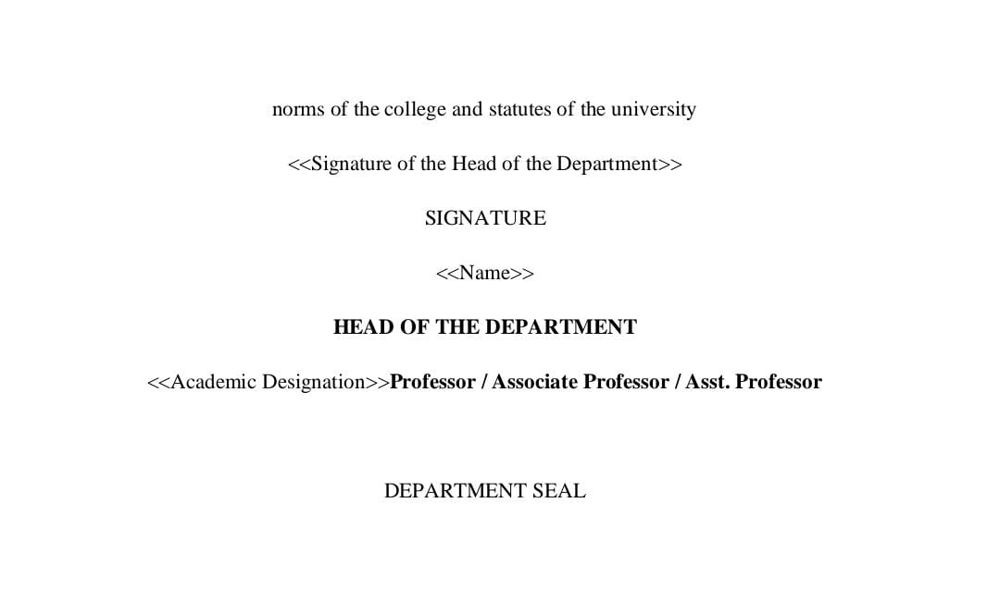 norms of the college and statutes of the university
<<Signature of the Head of the Department>>
SIGNATURE
<<Name>>
HEAD OF THE DEPARTMENT
<<Academic Designation>>Professor / Associate Professor / Asst. Professor
DEPARTMENT SEAL